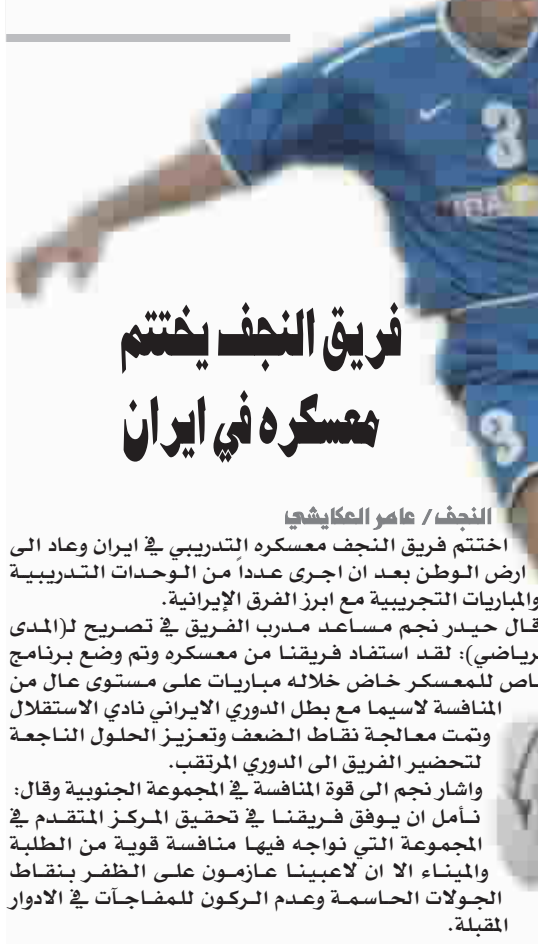 8
فريق النجف يختتم
معسكره في ايران
8
النجف/ عامر العكايشي
اختتم فريق النجف معسكره التدريبي في ايران وعاد الى
ارض الوطن بعد ان اجرى عدداً من الوحدات التدريبية
والمباريات التجريبية مع ابرز الفرق الإيرانية.
وقال حيدر نجم مساعد مدرب الفريق في تصريح لـ(المدى
الرياضي): لقد استفاد فريقنا من معسكره وتم وضع برنامج
خاص للمعسكر خاض خلاله مباريات على مستوى عال من
المنافسة لاسيما مع بطل الدوري الايراني نادي الاستقلال
وتمت معالجة نقاط الضعف وتعزيز الحلول الناجعة
لتحضير الفريق الى الدوري المرتقب.
واشار نجم الى قوة المنافسة في المجموعة الجنوبية وقال:
نأمل ان يوفق فريقنا في تحقيق المركز المتقدم في
المجموعة التي نواجه فيها منافسة قوية من الطلبة
والميناء الا ان لاعبينا عازمون على الظفر بنقاط
الجولات الحاسمة وعدم الركون للمفاجآت في الادوار
المقبلة.